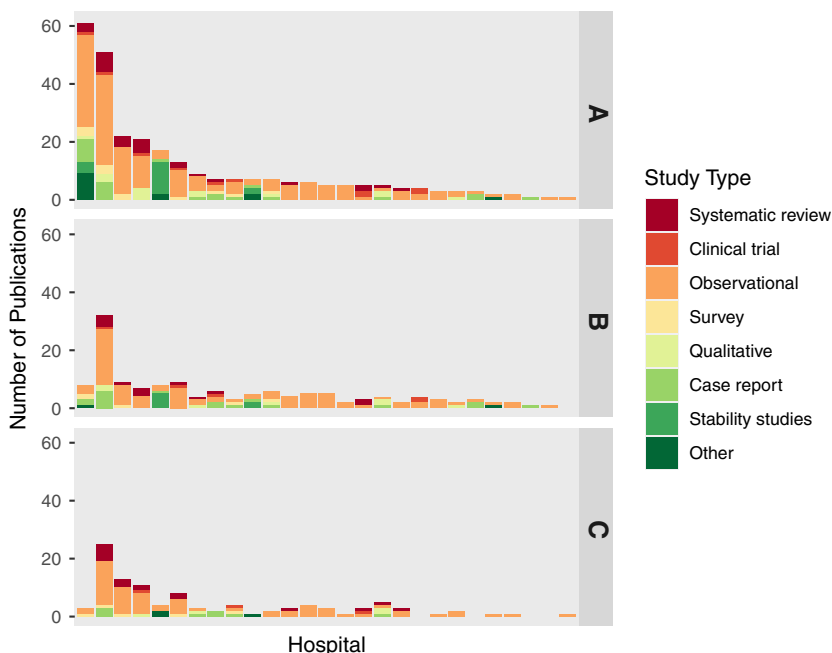 60
40
20
0
A
60
40
20
0
B
60
40
20
0
C
Number of Publications
Hospital
Study Type
Systematic review
Clinical trial
Observational
Survey
Qualitative
Case report
Stability studies
Other